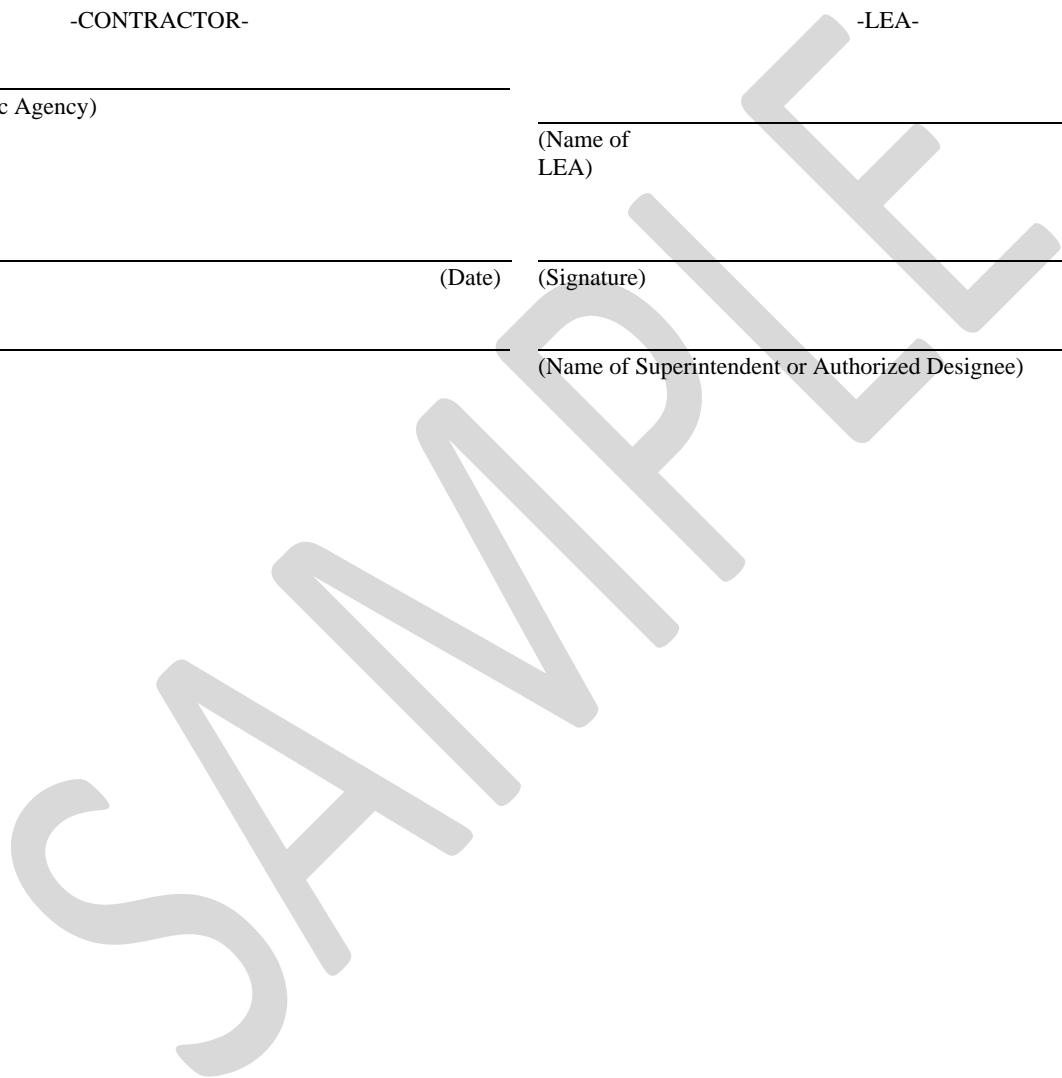 -CONTRACTOR-
-LEA-
c Agency)
(Name of
LEA)
(Date)
(Signature)
(Name of Superintendent or Authorized Designee)
SAMPLE